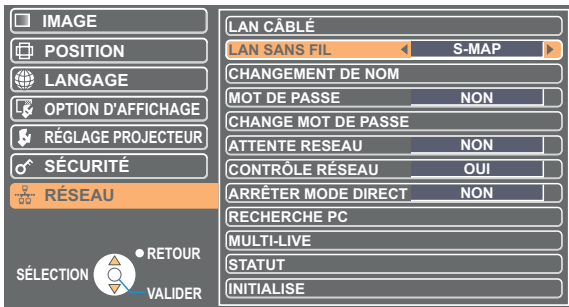 IMAGE
POSITION
LANGAGE
OPTION D'AFFICHAGE
RÉGLAGE PROJECTEUR
SÉCURITÉ
RÉSEAU
RETOUR
SÉLECTION
VALIDER
LAN CÂBLÉ
LAN SANS FIL S-MAP
CHANGEMENT DE NOM
MOT DE PASSE NON
CHANGE MOT DE PASSE
ATTENTE RESEAU NON
CONTRÔLE RÉSEAU OUI
ARRÊTER MODE DIRECT NON
RECHERCHE PC
MULTI-LIVE
STATUT
INITIALISE